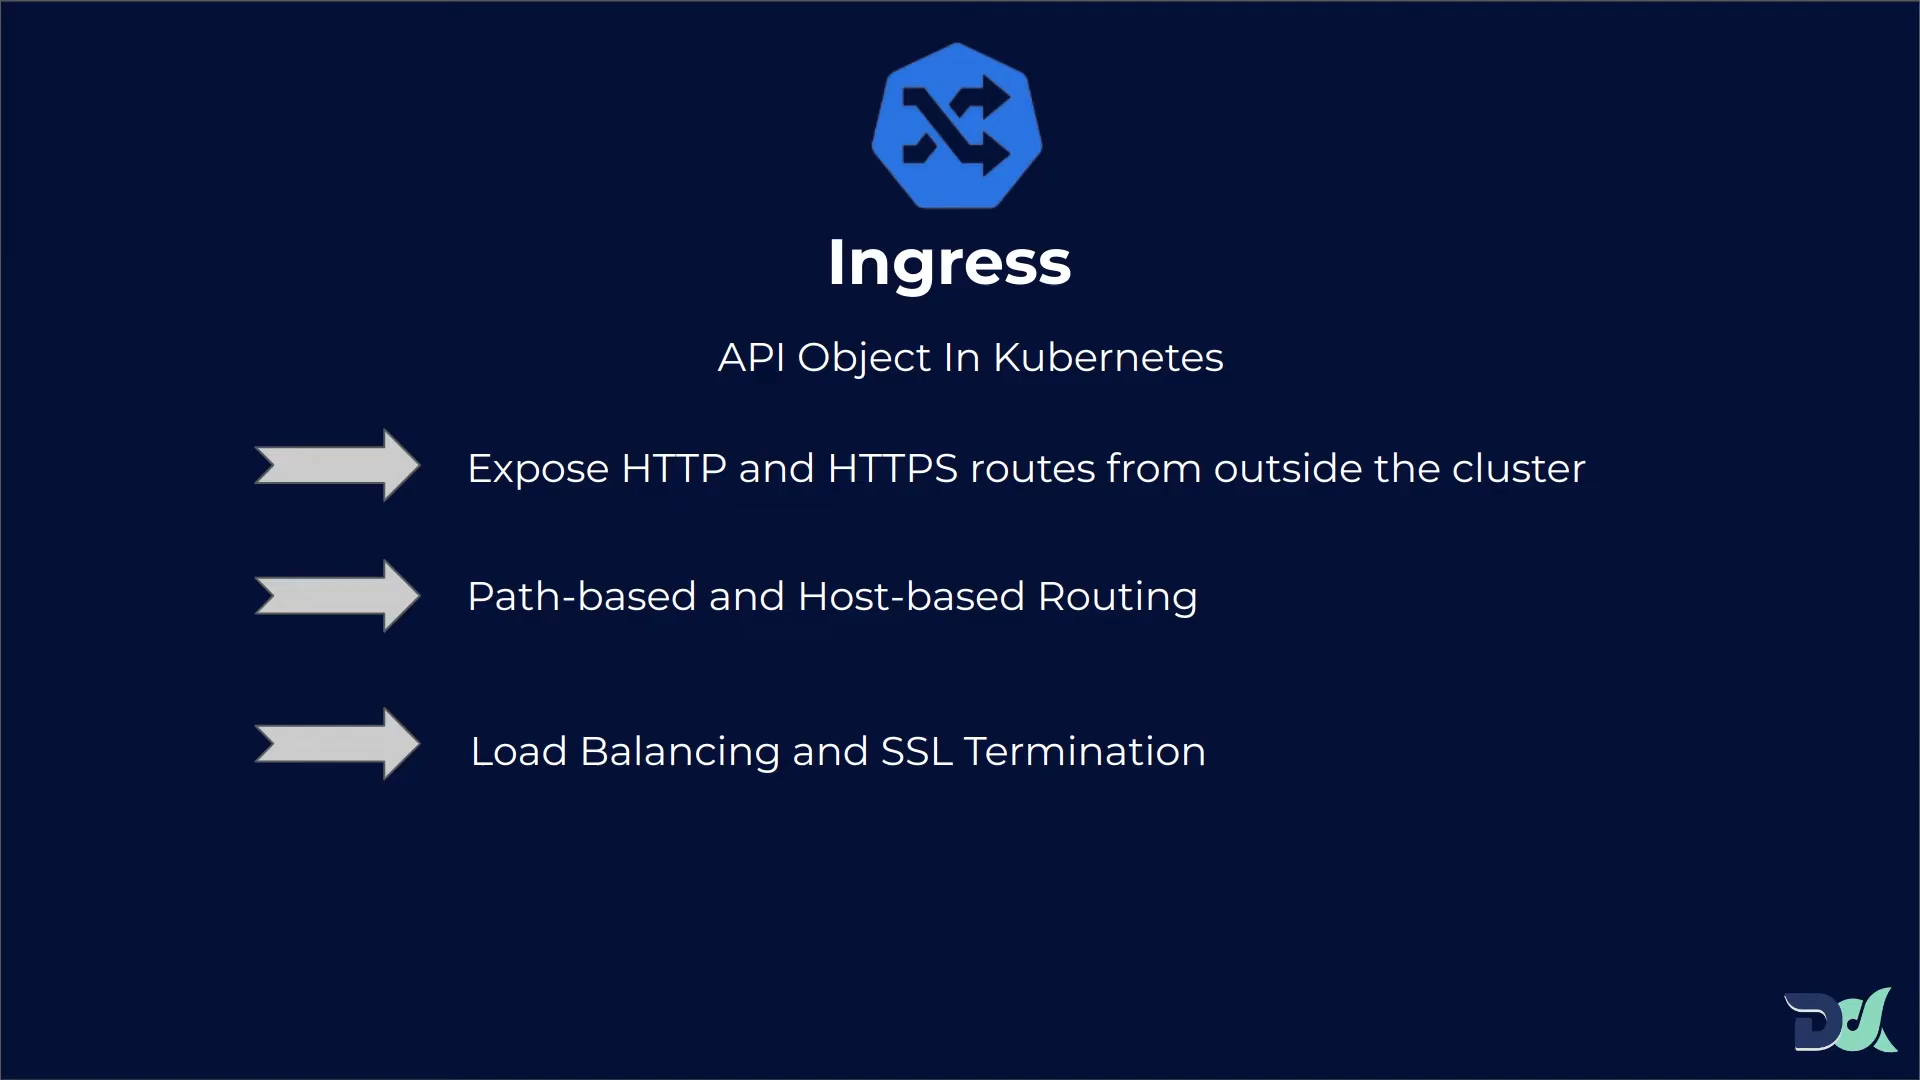 Ingress
API Object In Kubernetes
Expose HTTP and HTTPS routes from outside the cluster
Path-based and Host-based Routing
Load Balancing and SSL Termination